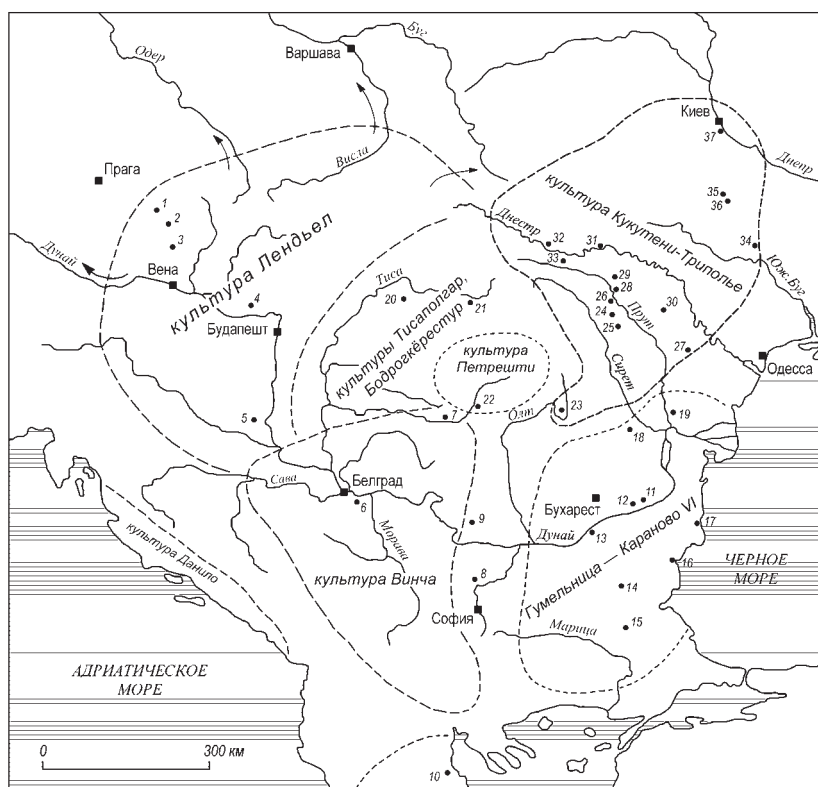 Буг
Варшава
Одер
Киев
37
Днепр
Висла
Прага
культура Кукутени-Триполье
35
36
1
2
3
культура Лендьел
Днестр
32
31
33
34
Дунай
Вена
Юж. Буг
Тиса
29
28
4
20
21
26
24
25
Прут
30
Будапешт
культуры Тисаполгар,
Бодрогкёрестур
культура
Петрешти
27
Одесса
Сирет
5
7
22
Олт
23
19
18
Белград
Сава
6
Бухарест
12
11
9
Дунай
13
17
Морава
культура Данило
культура Винча
8
Гумельница — Караново VI
16
ЧЕРНОЕ
МОРЕ
14
София
15
Марица
АДРИАТИЧЕСКОЕ
МОРЕ
0
300 км
10